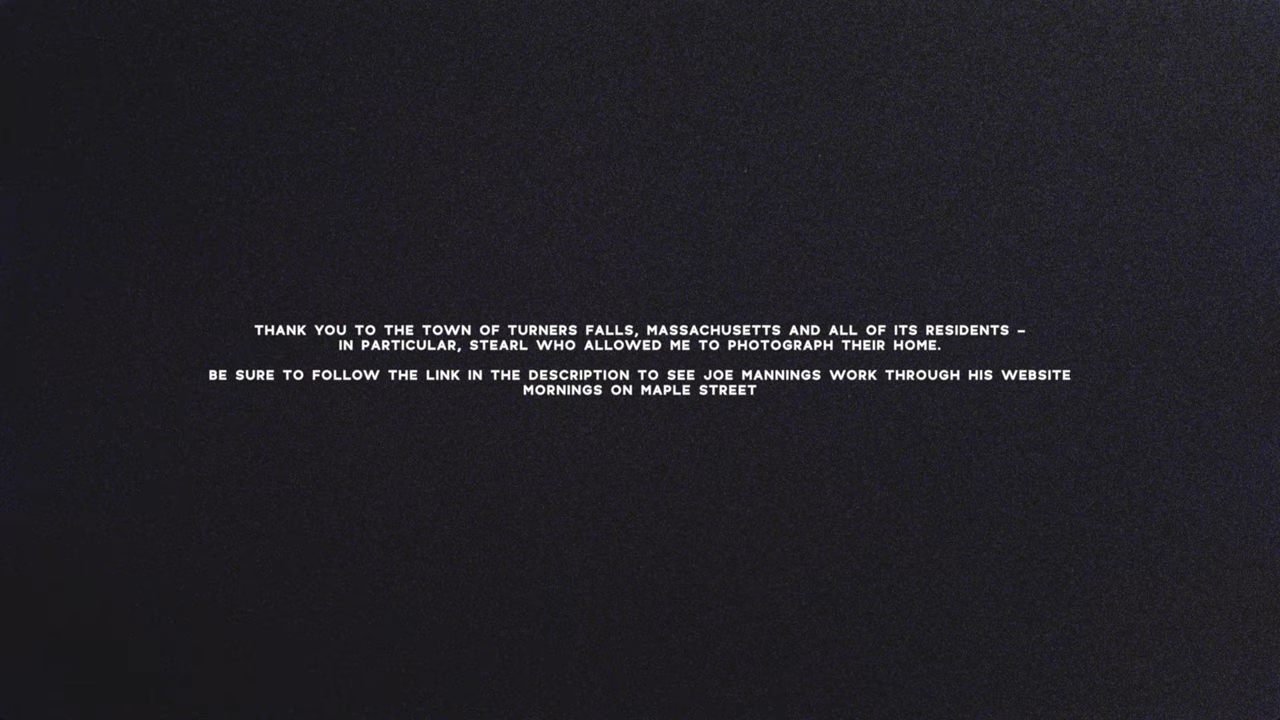 THANK YOU TO THE TOWN OF TURNERS FALLS, MASSACHUSETTS AND ALL OF ITS RESIDENTS –
IN PARTICULAR, STEARL WHO ALLOWED ME TO PHOTOGRAPH THEIR HOME.
BE SURE TO FOLLOW THE LINK IN THE DESCRIPTION TO SEE JOE MANNINGS WORK THROUGH HIS WEBSITE
MORNINGS ON MAPLE STREET